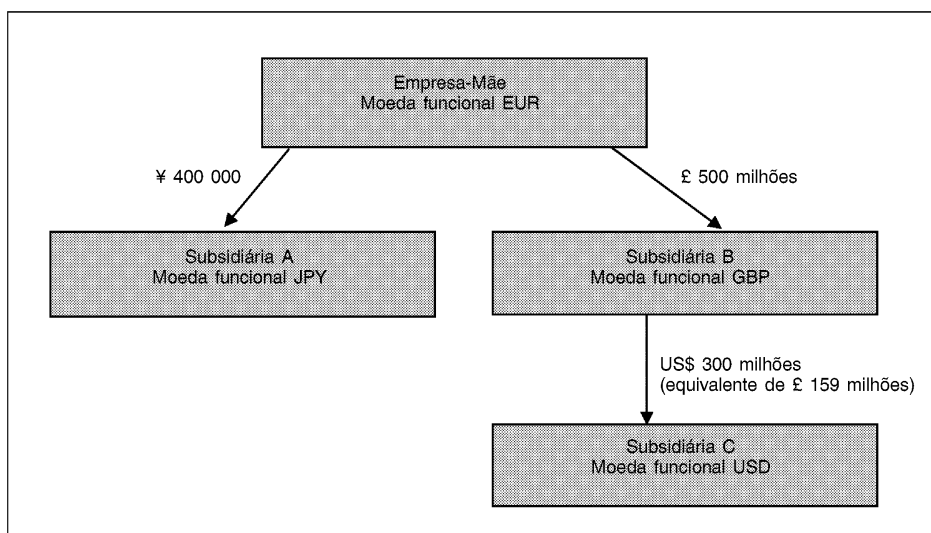 Empresa-Mãe
Moeda funcional EUR
¥ 400 000
£ 500 milhões
Subsidiária A
Moeda funcional JPY
Subsidiária B
Moeda funcional GBP
US$ 300 milhões
(equivalente de £ 159 milhões)
Subsidiária C
Moeda funcional USD